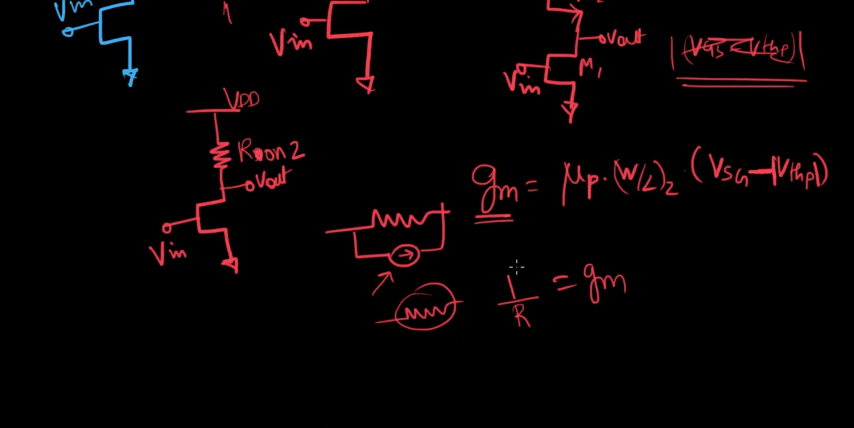 Vin
Vin
Vout
M1
Vin
|(VGS < Vthp)|
VDD
Ron2
Vout
Vin
gm = μp. (W/L)2 (VSG - |Vthp|)
1/R = gm